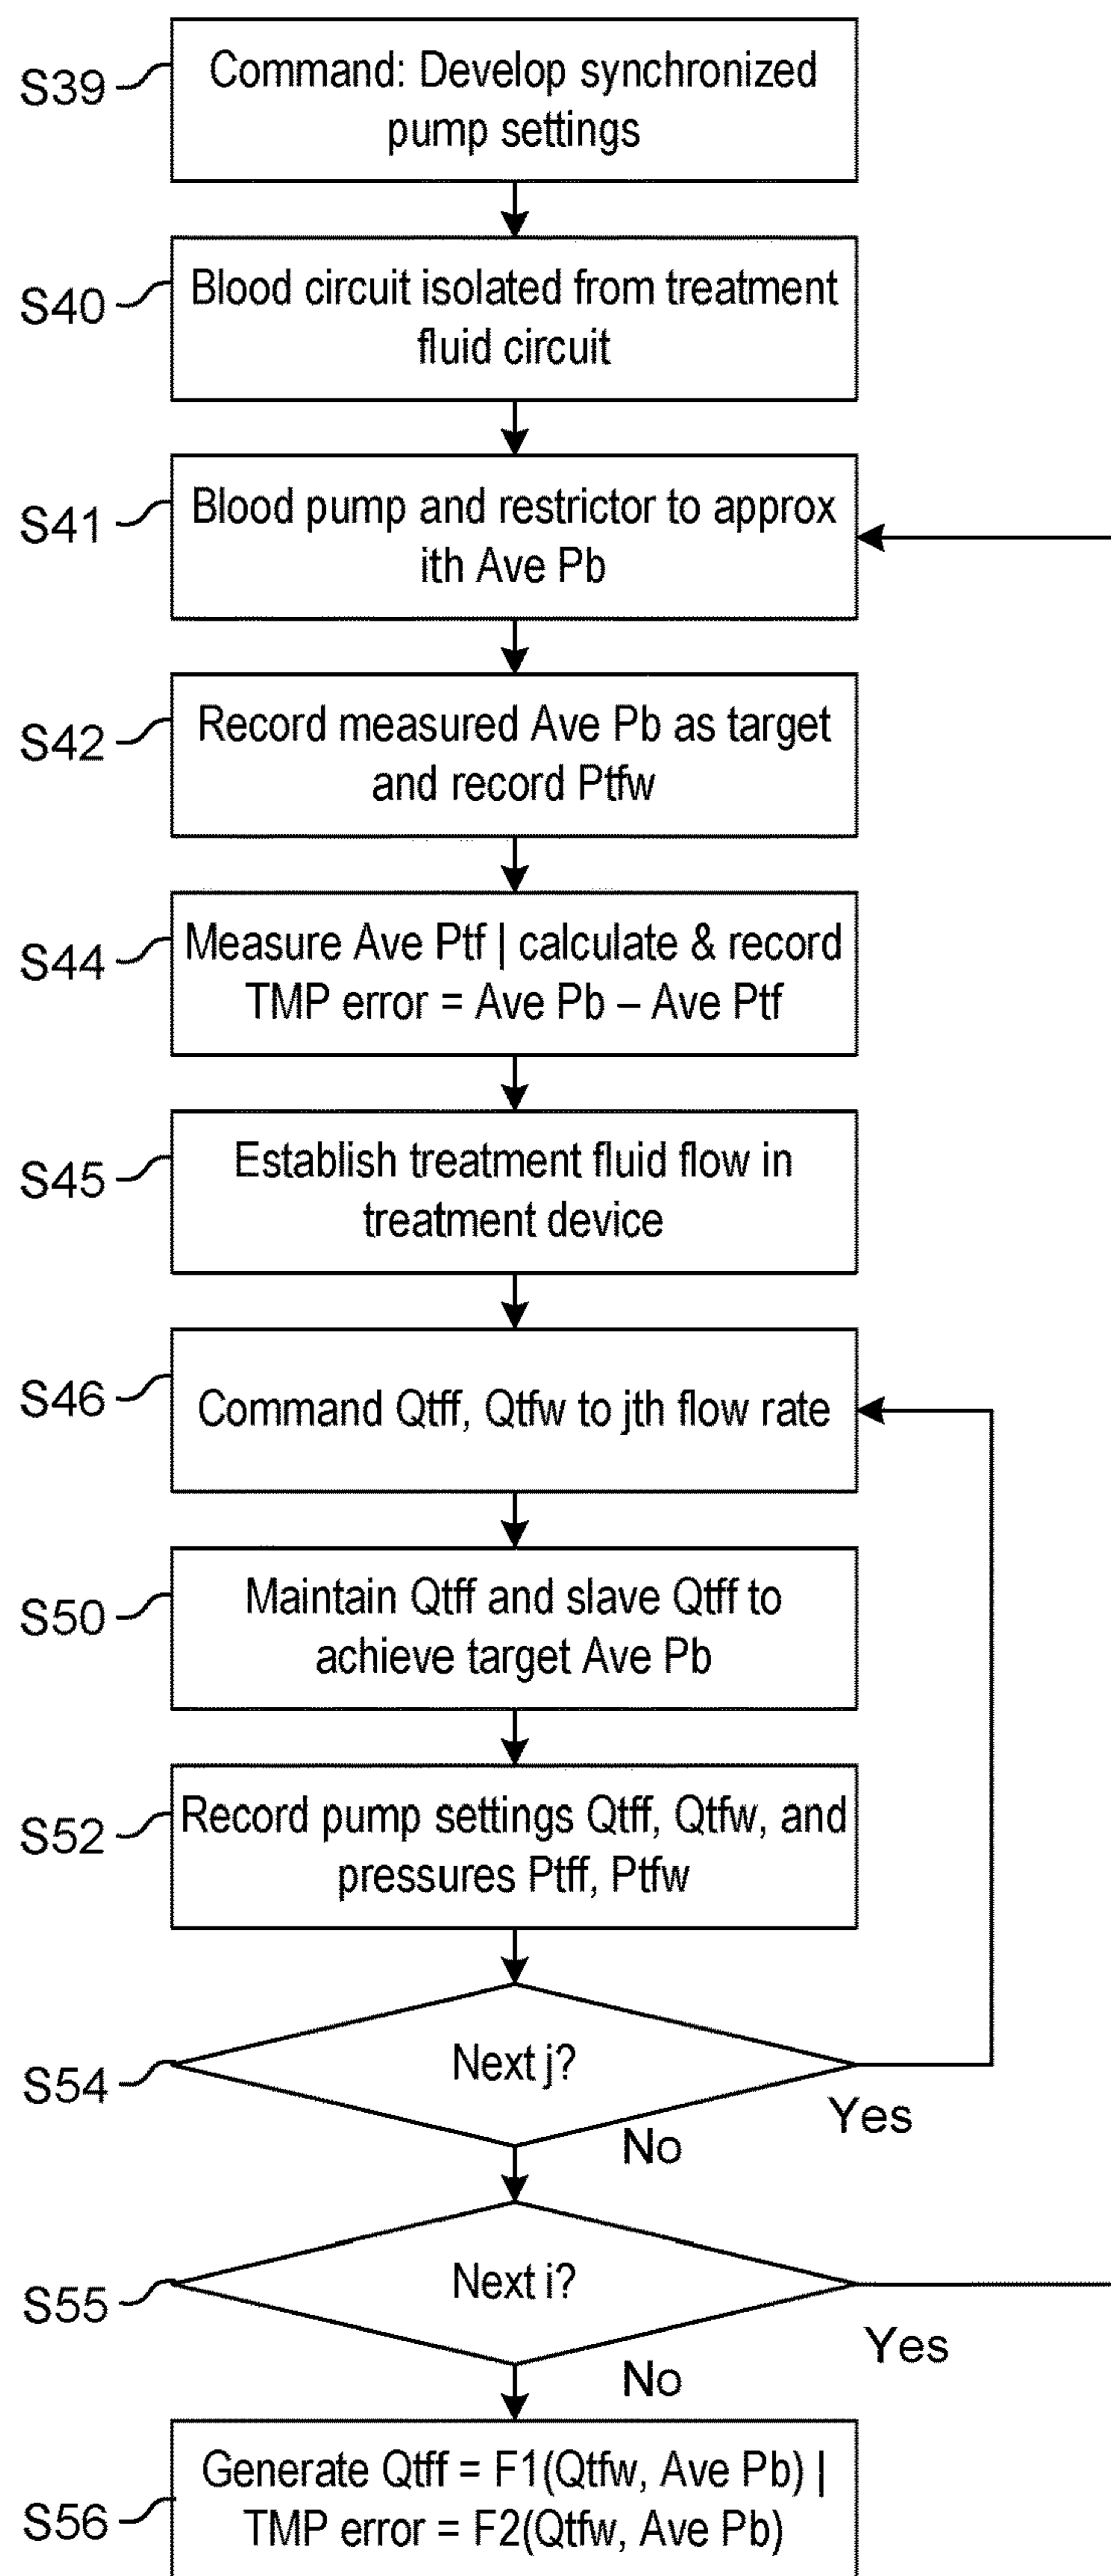 S39
Command: Develop synchronized
pump settings
S40
Blood circuit isolated from treatment
fluid circuit
S41
Blood pump and restrictor to approx
ith Ave Pb
S42
Record measured Ave Pb as target
and record Ptfw
S44
Measure Ave Ptf | calculate & record
TMP error = Ave Pb – Ave Ptf
S45
Establish treatment fluid flow in
treatment device
S46
Command Qtff, Qtfw to jth flow rate
S50
Maintain Qtff and slave Qtff to
achieve target Ave Pb
S52
Record pump settings Qtff, Qtfw, and
pressures Ptff, Ptfw
S54
Next j?
Yes
No
S55
Next i?
Yes
No
S56
Generate Qtff = F1(Qtfw, Ave Pb) |
TMP error = F2(Qtfw, Ave Pb)